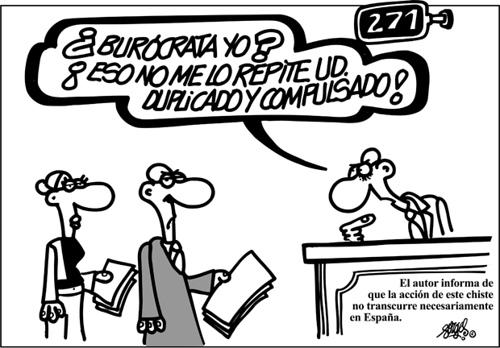 271
¿BURÓCRATA YO?
¡ESO NO ME LO REPITE UD.
DUPLICADO Y COMPULSADO!
El autor informa de
que la acción de este chiste
no transcurre necesariamente
en España.